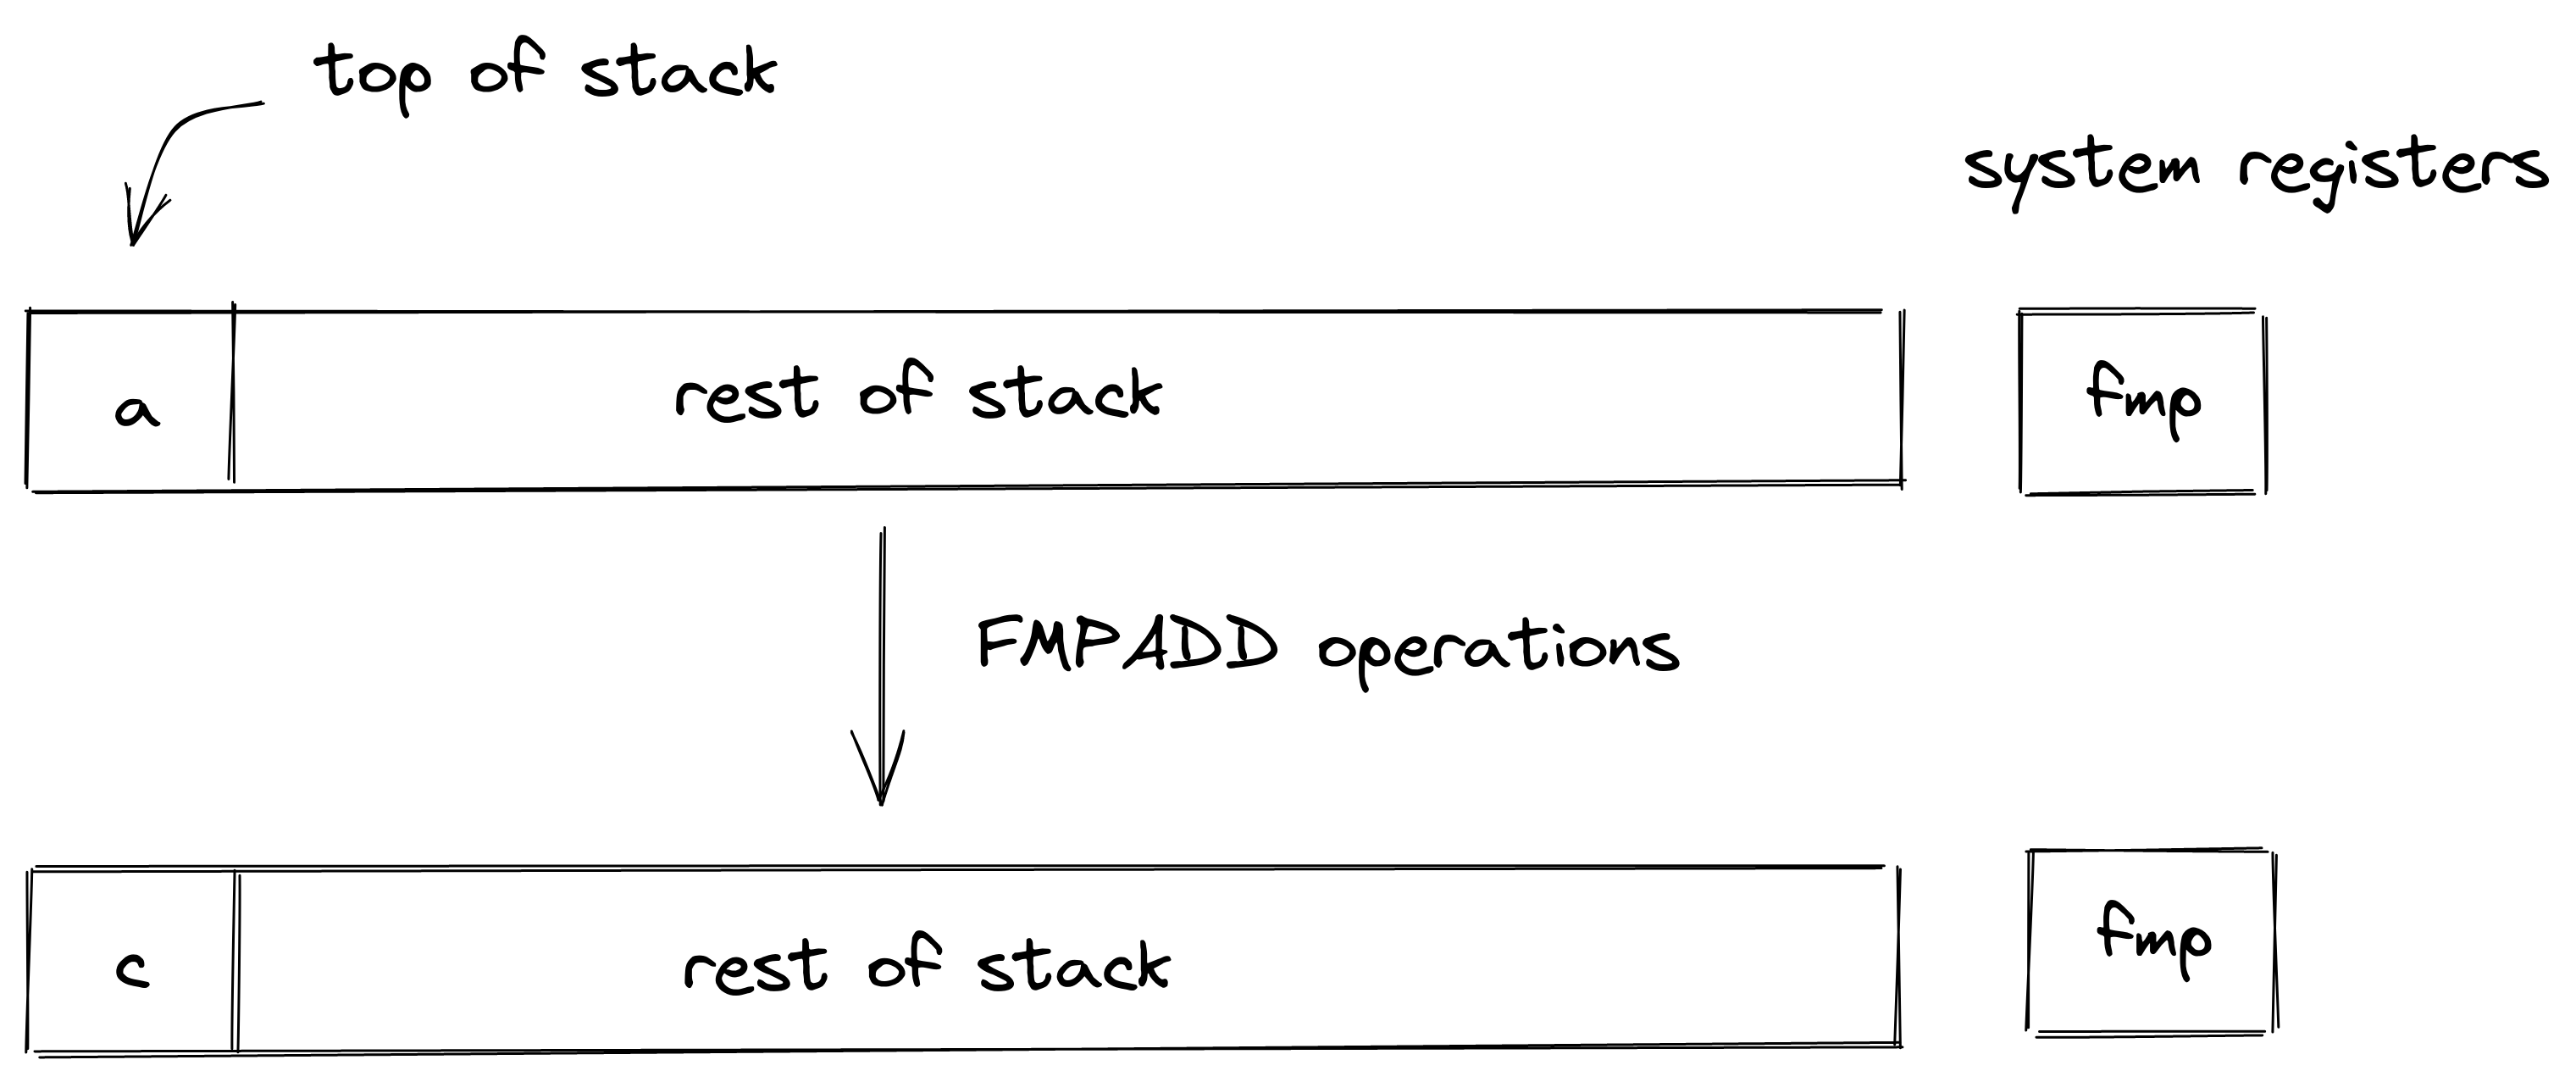 top of stack
system registers
a
rest of stack
fmp
FMPADD operations
c
rest of stack
fmp